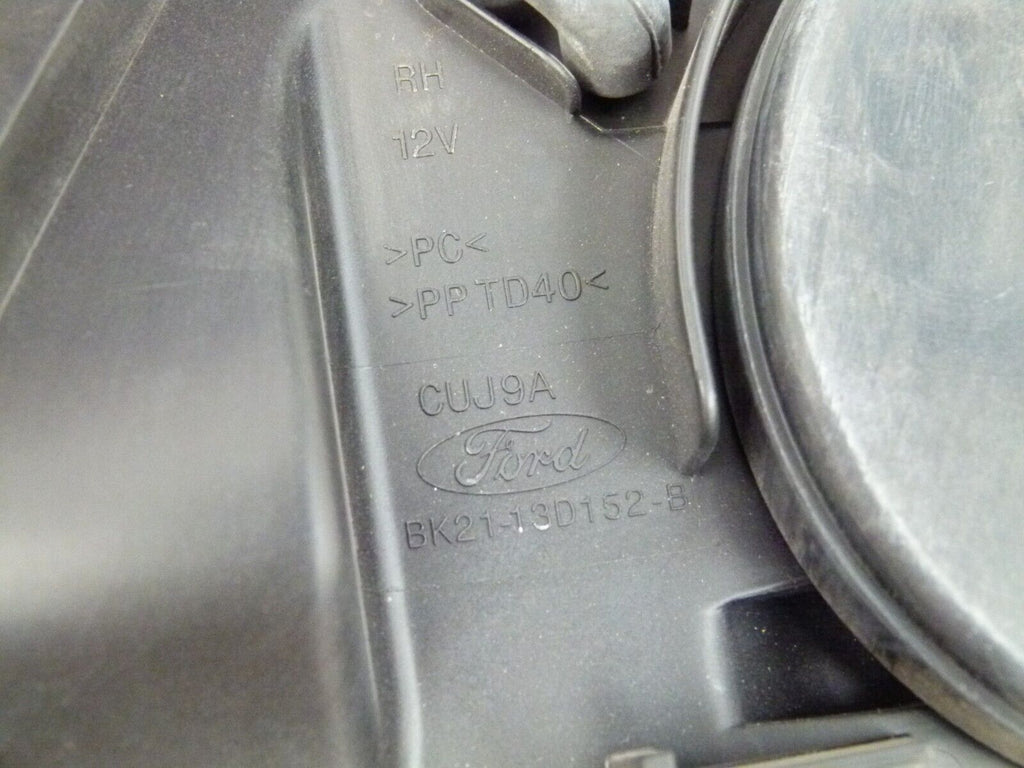 RH
12V
>PC<
>PP TD40<
CUJ9A
Ford
BK21-13D152-B